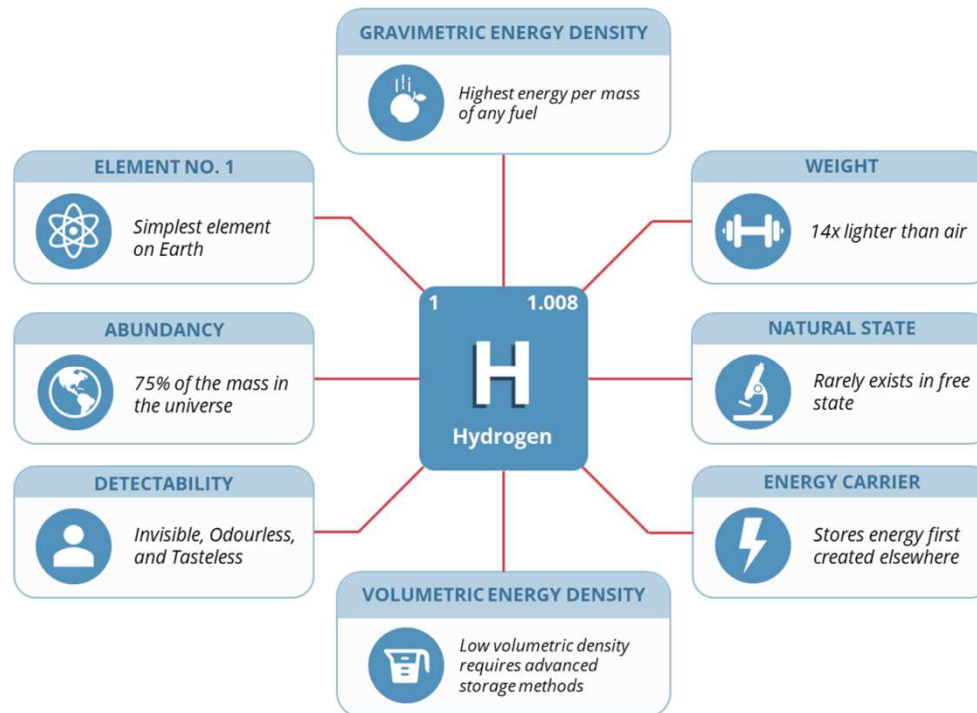 GRAVIMETRIC ENERGY DENSITY
Highest energy per mass
of any fuel
ELEMENT NO. 1
Simplest element
on Earth
WEIGHT
14x lighter than air
1
1.008
H
Hydrogen
ABUNDANCY
75% of the mass in
the universe
NATURAL STATE
Rarely exists in free
state
DETECTABILITY
Invisible, Odourless,
and Tasteless
ENERGY CARRIER
Stores energy first
created elsewhere
VOLUMETRIC ENERGY DENSITY
Low volumetric density
requires advanced
storage methods